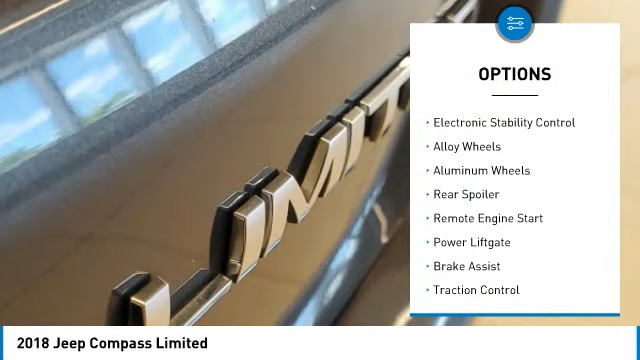 LIMIT
OPTIONS
Electronic Stability Control
Alloy Wheels
Aluminum Wheels
Rear Spoiler
Remote Engine Start
Power Liftgate
Brake Assist
Traction Control
2018 Jeep Compass Limited